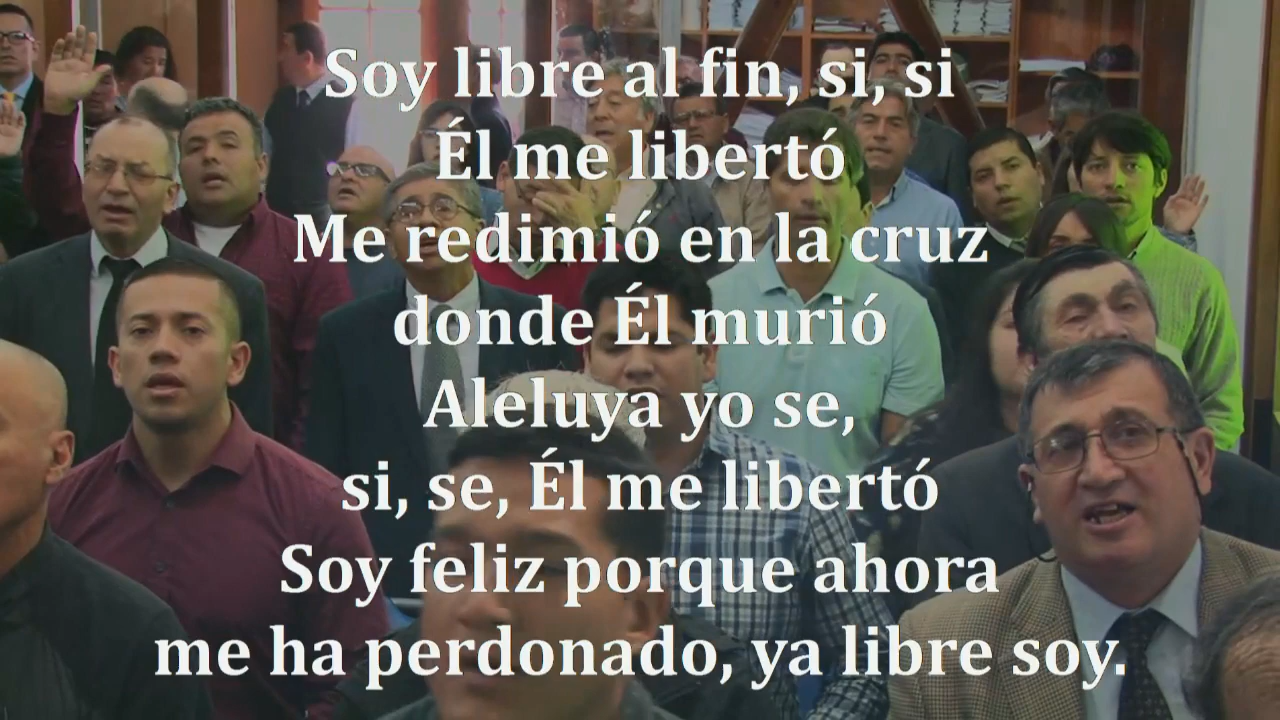 Soy libre al fin, si, si
Él me libertó
Me redimió en la cruz
donde Él murió
Aleluya yo se,
si, se, Él me libertó
Soy feliz porque ahora
me ha perdonado, ya libre soy.